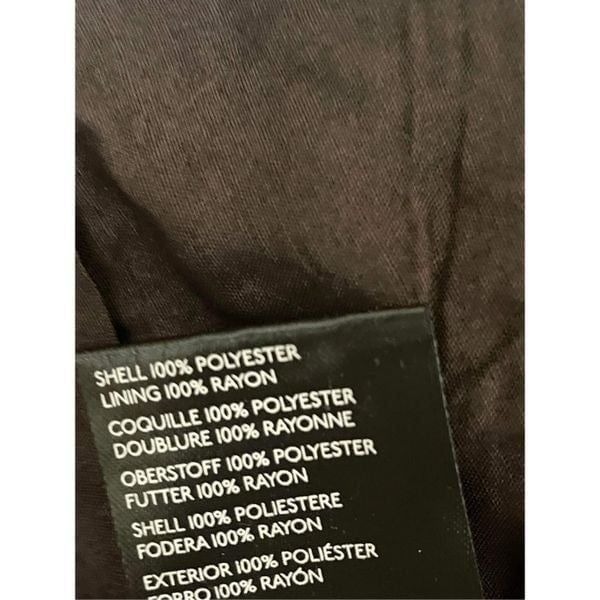 SHELL 100% POLYESTER
LINING 100% RAYON
COQUILLE 100% POLYESTER
DOUBLURE 100% RAYONNE
OBERSTOFF 100% POLYESTER
FUTTER 100% RAYON
SHELL 100% POLIESTERE
FODERA 100% RAYON
EXTERIOR 100% POLIÉSTER
FORRO 100% RAYÓN